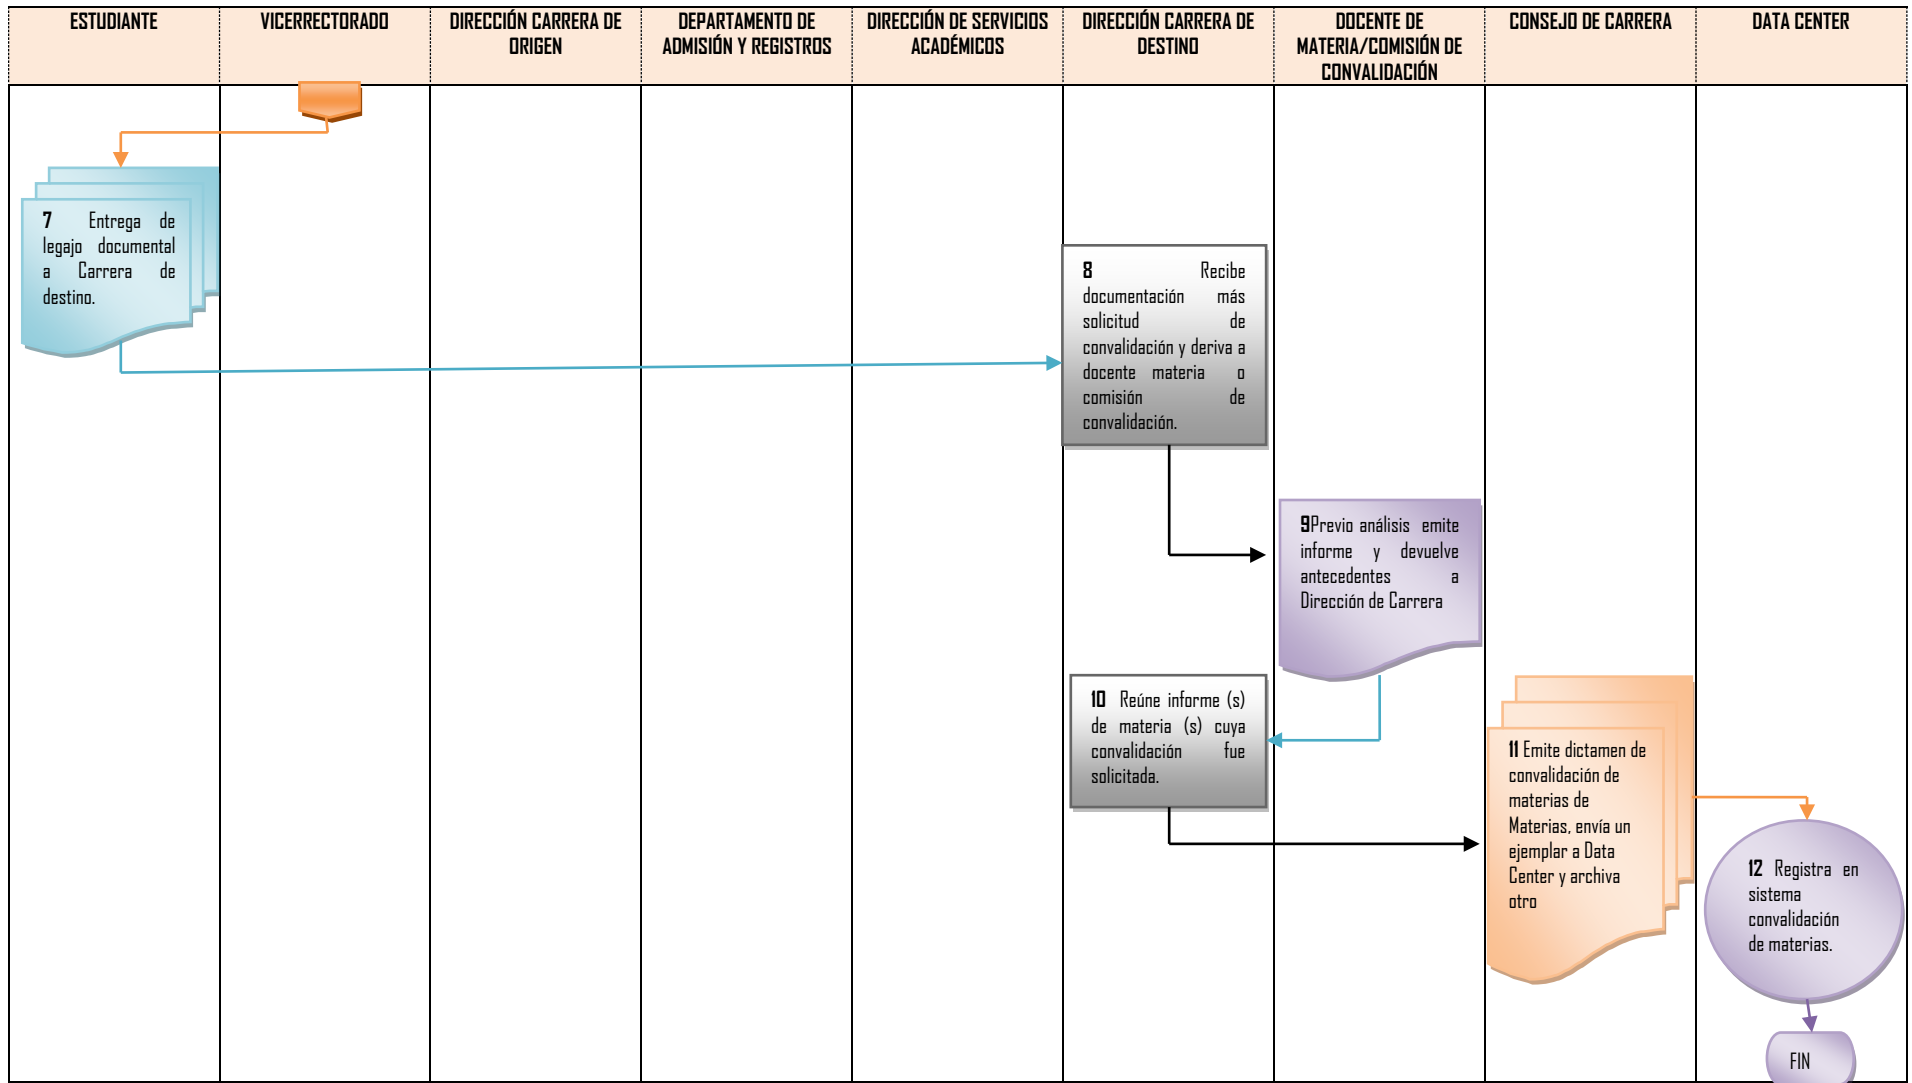 ESTUDIANTE
VICERRECTORADO
DIRECCIÓN CARRERA DE
ORIGEN
DEPARTAMENTO DE
ADMISIÓN Y REGISTROS
DIRECCIÓN DE SERVICIOS
ACADÉMICOS
DIRECCIÓN CARRERA DE
DESTINO
DOCENTE DE
MATERIA/COMISIÓN DE
CONVALIDACIÓN
CONSEJO DE CARRERA
DATA CENTER
7 Entrega de
legajo documental
a Carrera de
destino.
8 Recibe
documentación más
solicitud de
convalidación y deriva a
docente materia o
comisión de
convalidación.
9Previo análisis emite
informe y devuelve
antecedentes a
Dirección de Carrera
10 Reúne informe (s)
de materia (s) cuya
convalidación fue
solicitada.
11 Emite dictamen de
convalidación de
materias de
Materias, envía un
ejemplar a Data
Center y archiva
otro
12 Registra en
sistema
convalidación
de materias.
FIN